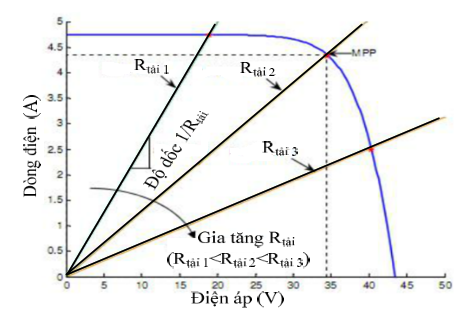 5
4.5
4
3.5
3
2.5
2
1.5
1
0.5
0
0 5 10 15 20 25 30 35 40 45 50
Dòng điện (A)
Điện áp (V)
R tải 1
R tải 2
MPP
R tải 3
Độ dốc 1/R tải
Gia tăng R tải
(R tải 1<R tải 2<R tải 3)